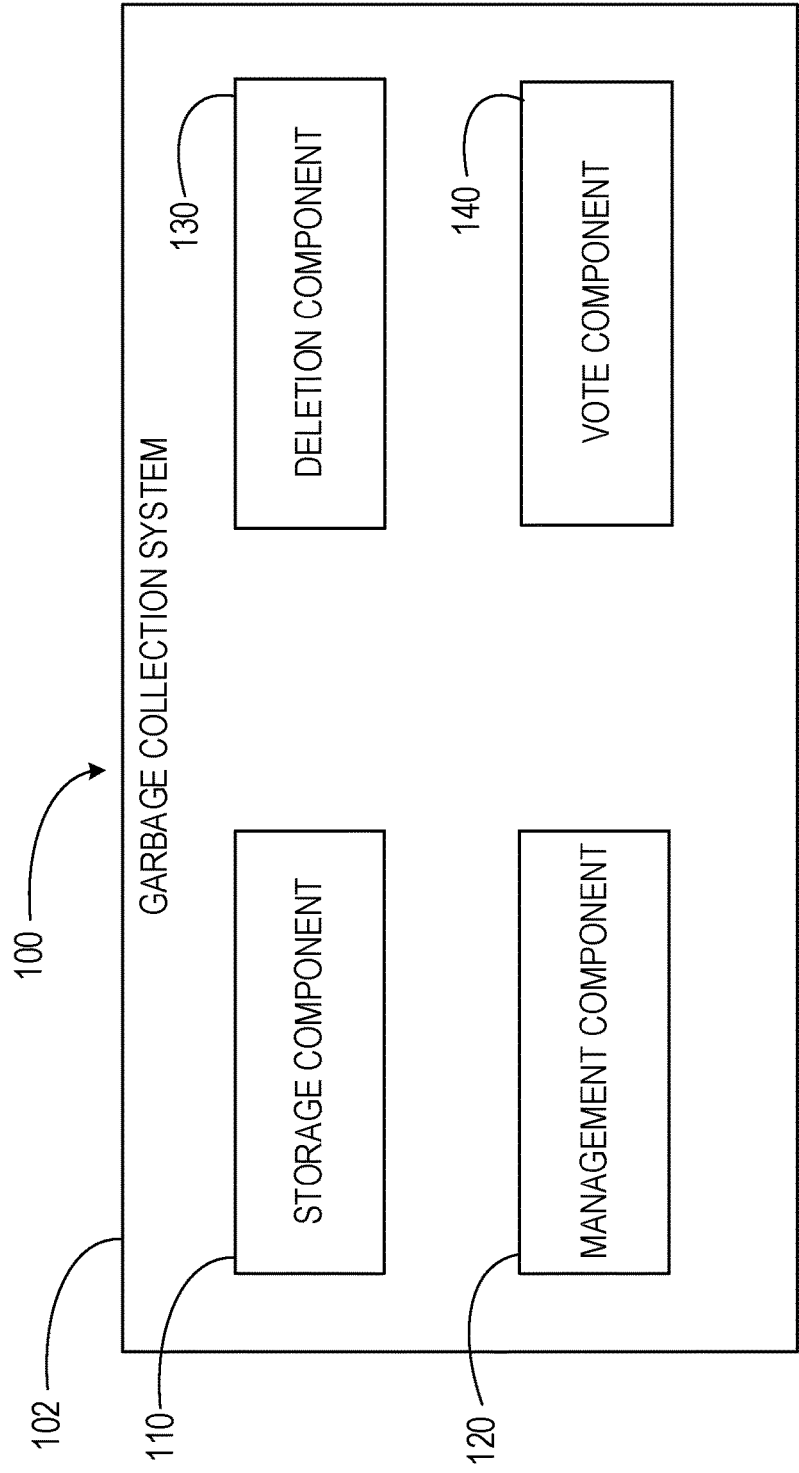 100
102
GARBAGE COLLECTION SYSTEM
110
STORAGE COMPONENT
130
DELETION COMPONENT
120
MANAGEMENT COMPONENT
140
VOTE COMPONENT